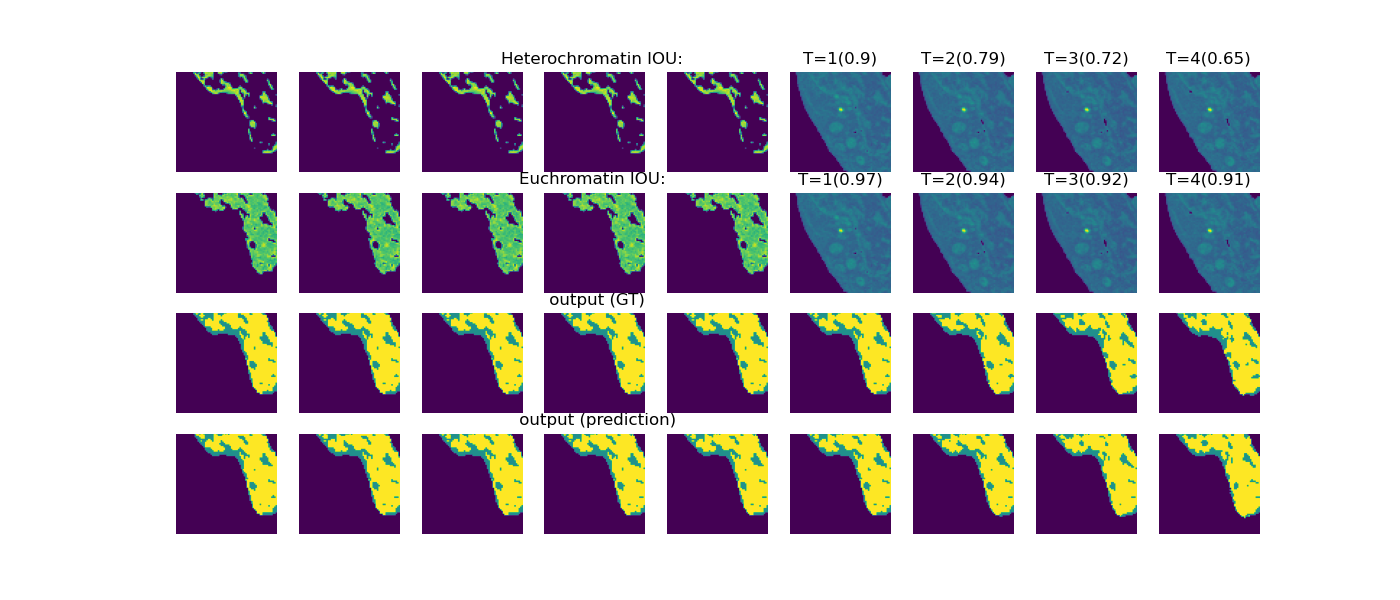 Heterochromatin IOU: T=1(0.9) T=2(0.79) T=3(0.72) T=4(0.65)
Euchromatin IOU: T=1(0.97) T=2(0.94) T=3(0.92) T=4(0.91)
output (GT)
output (prediction)